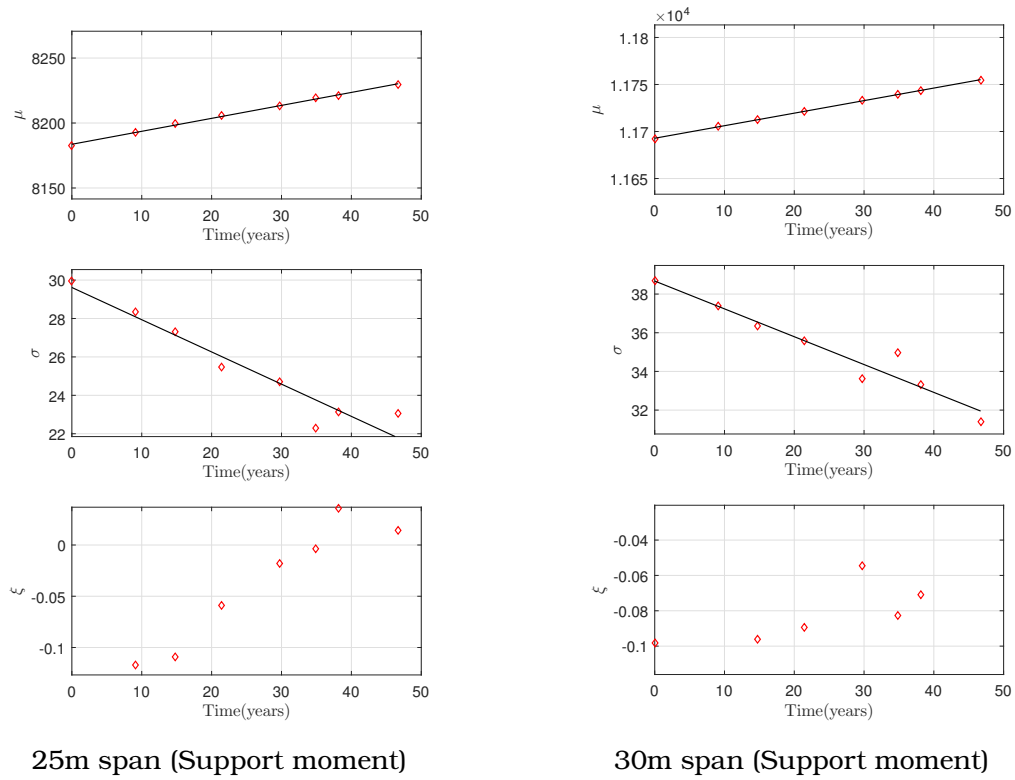 μ
8250
8200
8150
0 10 20 30 40 50
Time(years)
σ
30
28
26
24
22
0 10 20 30 40 50
Time(years)
ξ
0
-0.05
-0.1
0 10 20 30 40 50
Time(years)
25m span (Support moment)
×10⁴
μ
1.18
1.175
1.17
1.165
0 10 20 30 40 50
Time(years)
σ
38
36
34
32
0 10 20 30 40 50
Time(years)
ξ
-0.04
-0.06
-0.08
-0.1
0 10 20 30 40 50
Time(years)
30m span (Support moment)